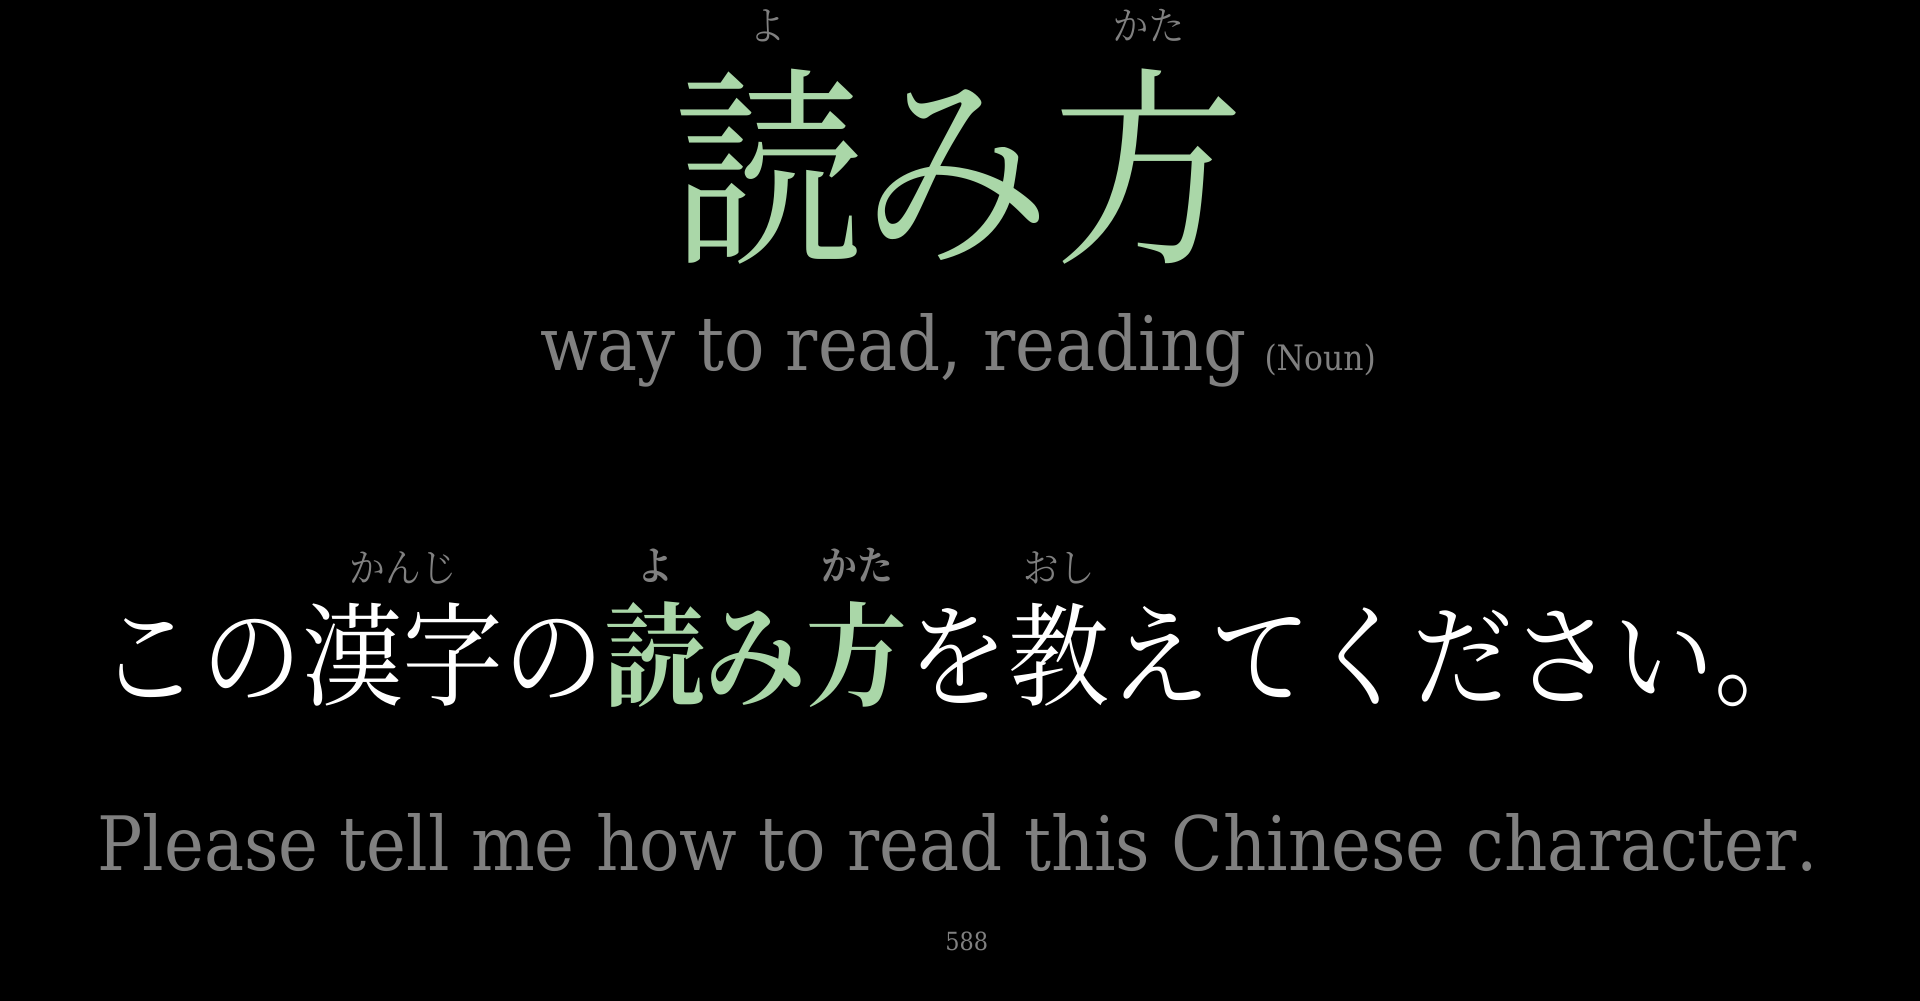 よ かた
読み方
way to read, reading (Noun)
かんじ よ かた おし
この漢字の読み方を教えてください。
Please tell me how to read this Chinese character.
588